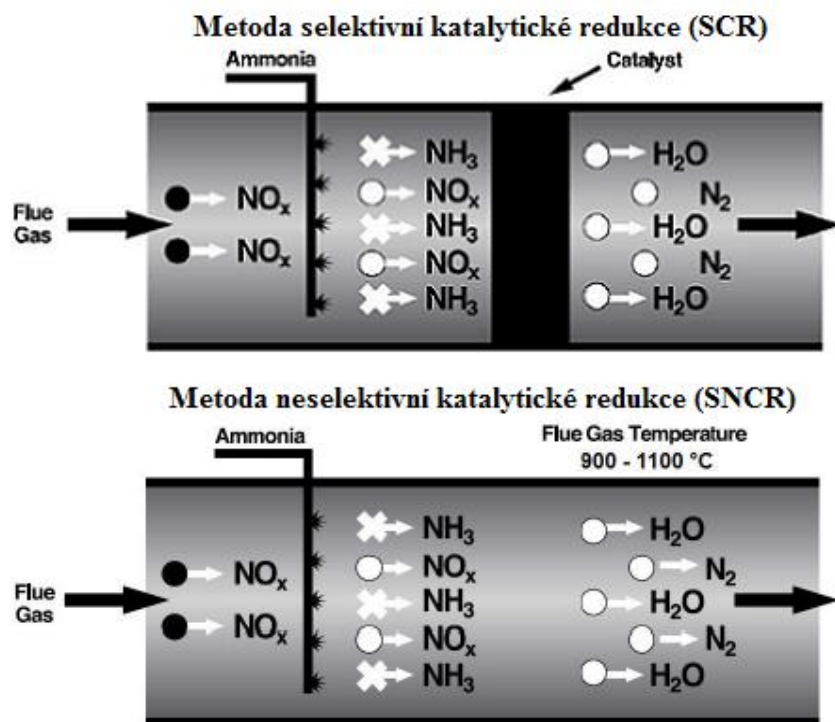 Metoda selektivní katalytické redukce (SCR)
Ammonia
Catalyst
Flue
Gas
NOx
NOx
NH3
NOx
NH3
NOx
NH3
H2O
N2
H2O
N2
H2O
Metoda neselektivní katalytické redukce (SNCR)
Ammonia
Flue Gas Temperature
900 - 1100 °C
Flue
Gas
NOx
NOx
NH3
NOx
NH3
NOx
NH3
H2O
N2
H2O
N2
H2O